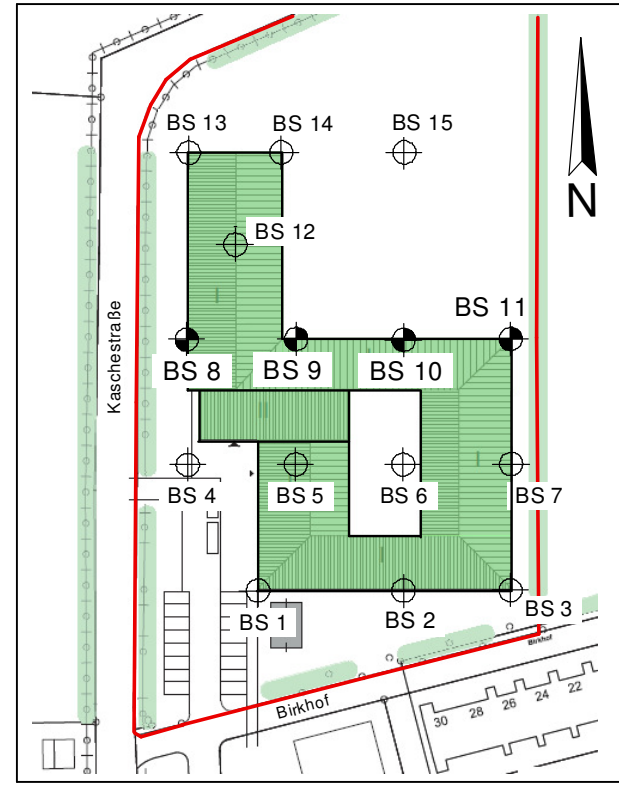 BS 13
BS 14
BS 15
N
BS 12
BS 11
Kaschestraße
BS 8
BS 9
BS 10
BS 4
BS 5
BS 6
BS 7
BS 1
BS 2
BS 3
Birkhof
Birkhof
30
28
26
24
22